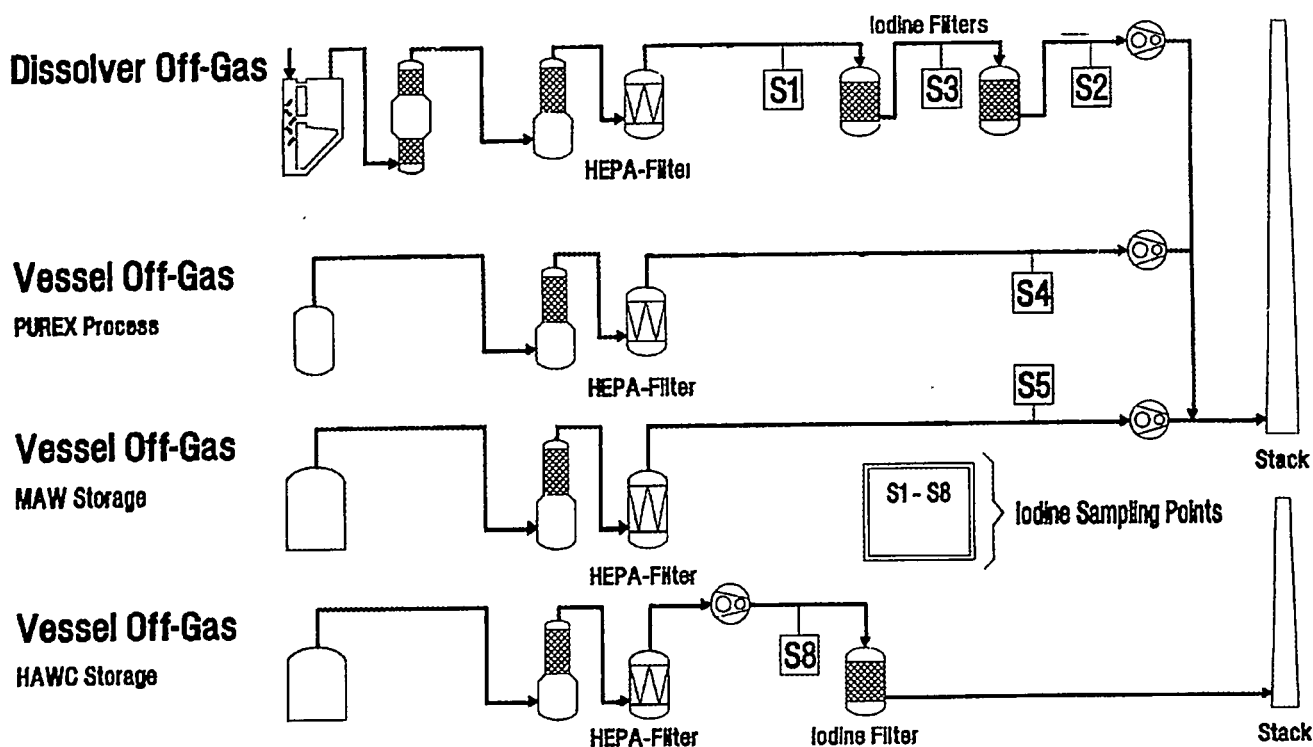 Iodine Filters
Dissolver Off-Gas
S1
S3
S2
HEPA-Filter
Vessel Off-Gas
PUREX Process
S4
HEPA-Filter
S5
Vessel Off-Gas
MAW Storage
Stack
S1 - S8
Iodine Sampling Points
HEPA-Filter
Vessel Off-Gas
HAWC Storage
S8
HEPA-Filter
Iodine Filter
Stack